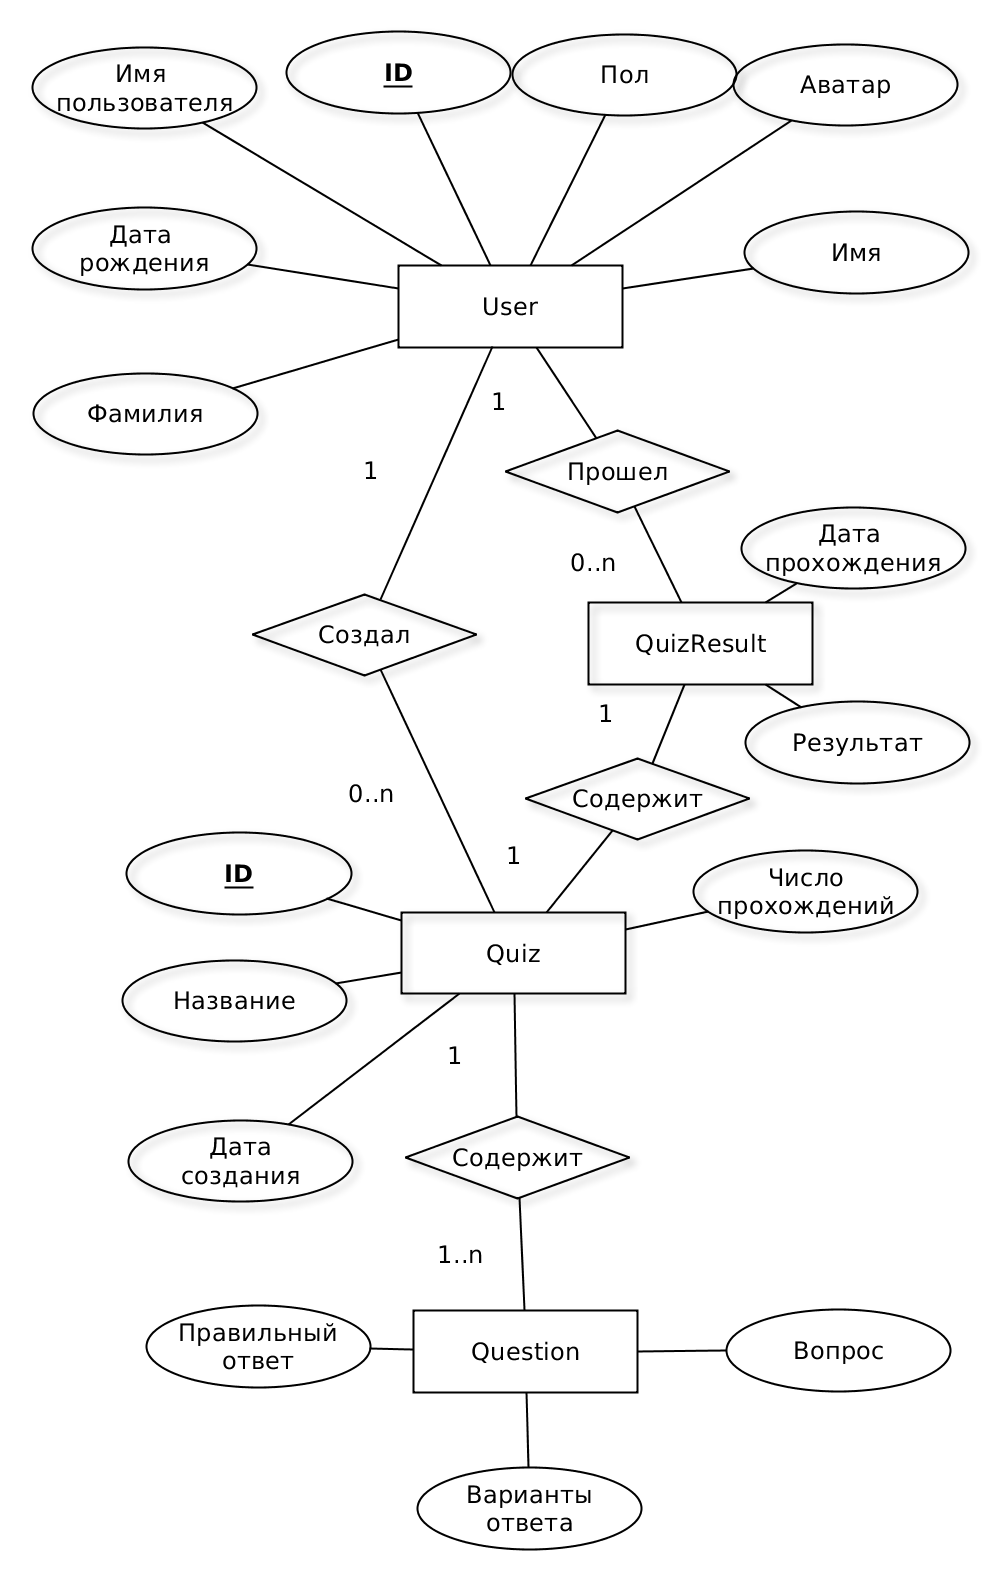 Имя
пользователя
ID
Пол
Аватар
Дата
рождения
Имя
User
Фамилия
1
1
Прошел
Дата
прохождения
0..n
Создал
QuizResult
1
Результат
0..n
Содержит
1
ID
Число
прохождений
Quiz
Название
1
Дата
создания
Содержит
1..n
Правильный
ответ
Question
Вопрос
Варианты
ответа